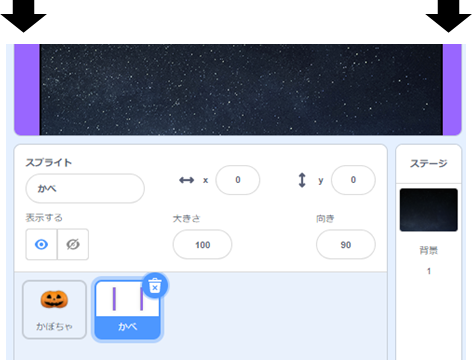 スプライト
かべ
x 0
y 0
表示する
大きさ
100
向き
90
かぼちゃ
かべ
ステージ
背景
1